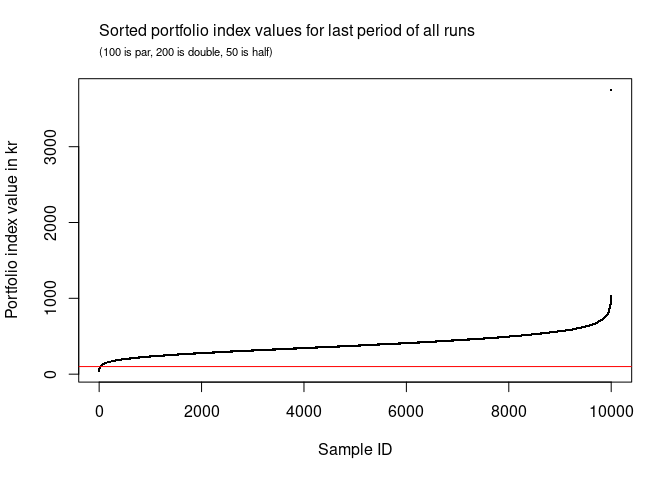 Sorted portfolio index values for last period of all runs
(100 is par, 200 is double, 50 is half)
Portfolio index value in kr
3000
2000
1000
0
0 2000 4000 6000 8000 10000
Sample ID